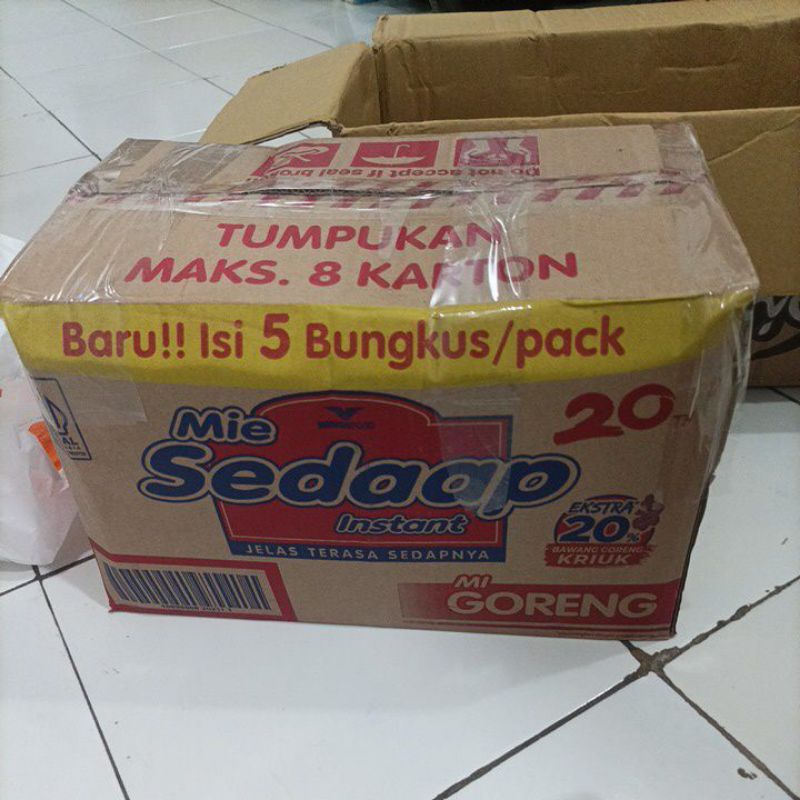 Do not accept if seal bro
TUMPUKAN
MAKS. 8 KARTON
Baru!! Isi 5 Bungkus/pack
Mie
Sedaap
Instant
JELAS TERASA SEDAPNYA
20
EKSTRA
20%
BAWANG GORENG
KRIUK
MI
GORENG